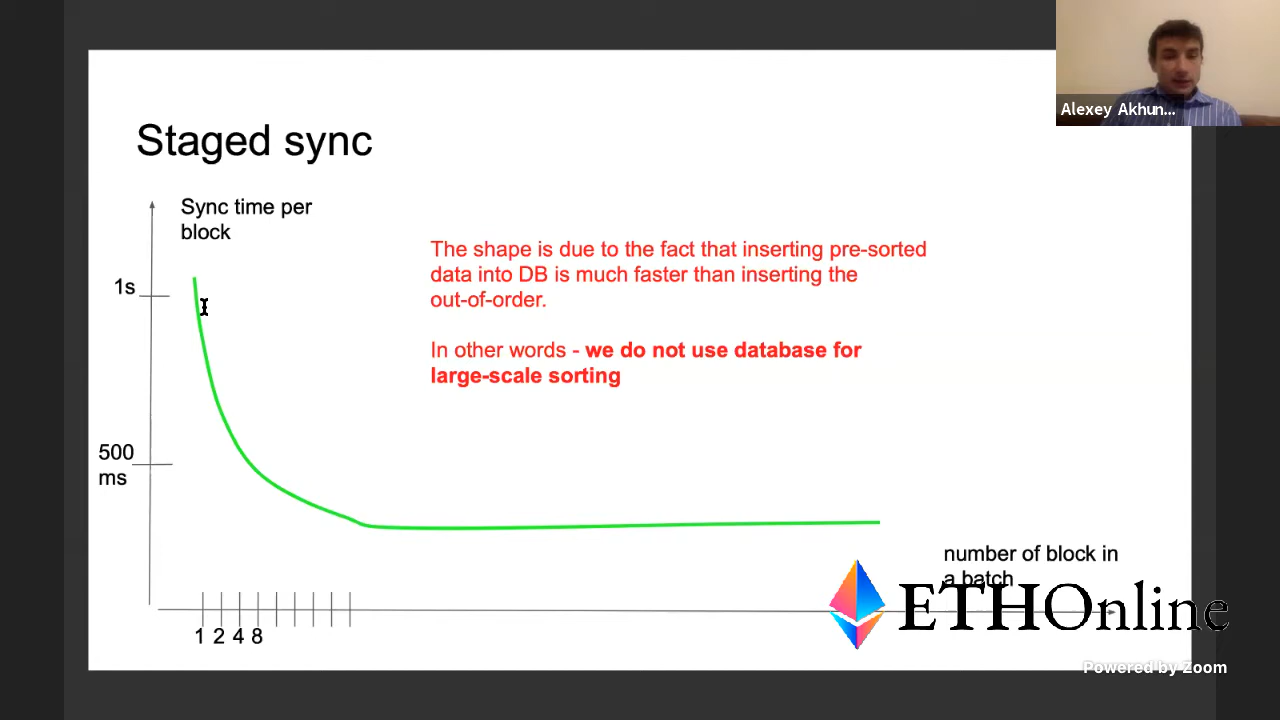 Alexey Akhun...
Staged sync
Sync time per
block
The shape is due to the fact that inserting pre-sorted
data into DB is much faster than inserting the
out-of-order.
In other words - we do not use database for
large-scale sorting
1s
500
ms
number of block in
a batch
1 2 4 8
ETHOnline
Powered by Zoom